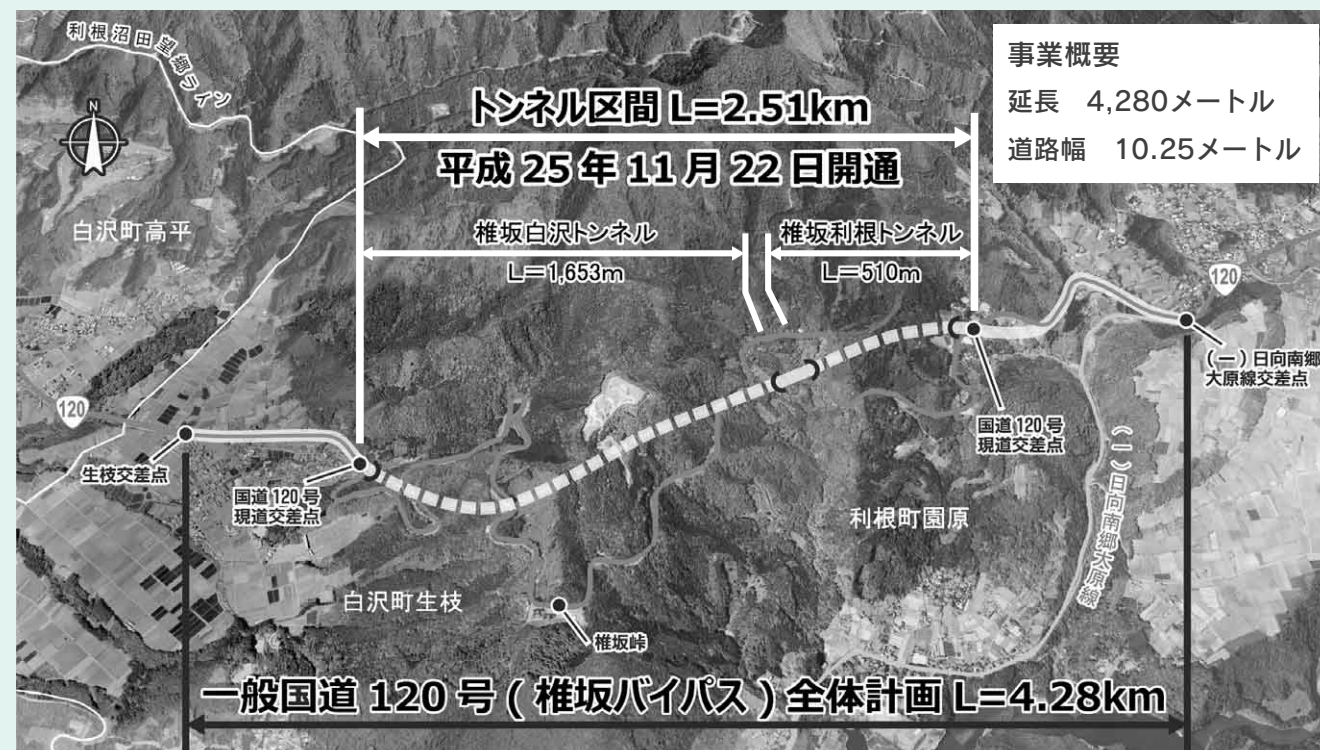 利根沼田望郷ライン
N
トンネル区間 L=2.51km
平成 25 年 11 月 22 日開通
事業概要
延長　4,280メートル
道路幅　10.25メートル
白沢町高平
椎坂白沢トンネル
L=1,653m
椎坂利根トンネル
L=510m
120
(一)日向南郷
大原線交差点
120
生枝交差点
国道 120 号
現道交差点
国道 120 号
現道交差点
(一)日向南郷大原線
利根町園原
白沢町生枝
椎坂峠
一般国道 120 号 ( 椎坂バイパス ) 全体計画 L=4.28km